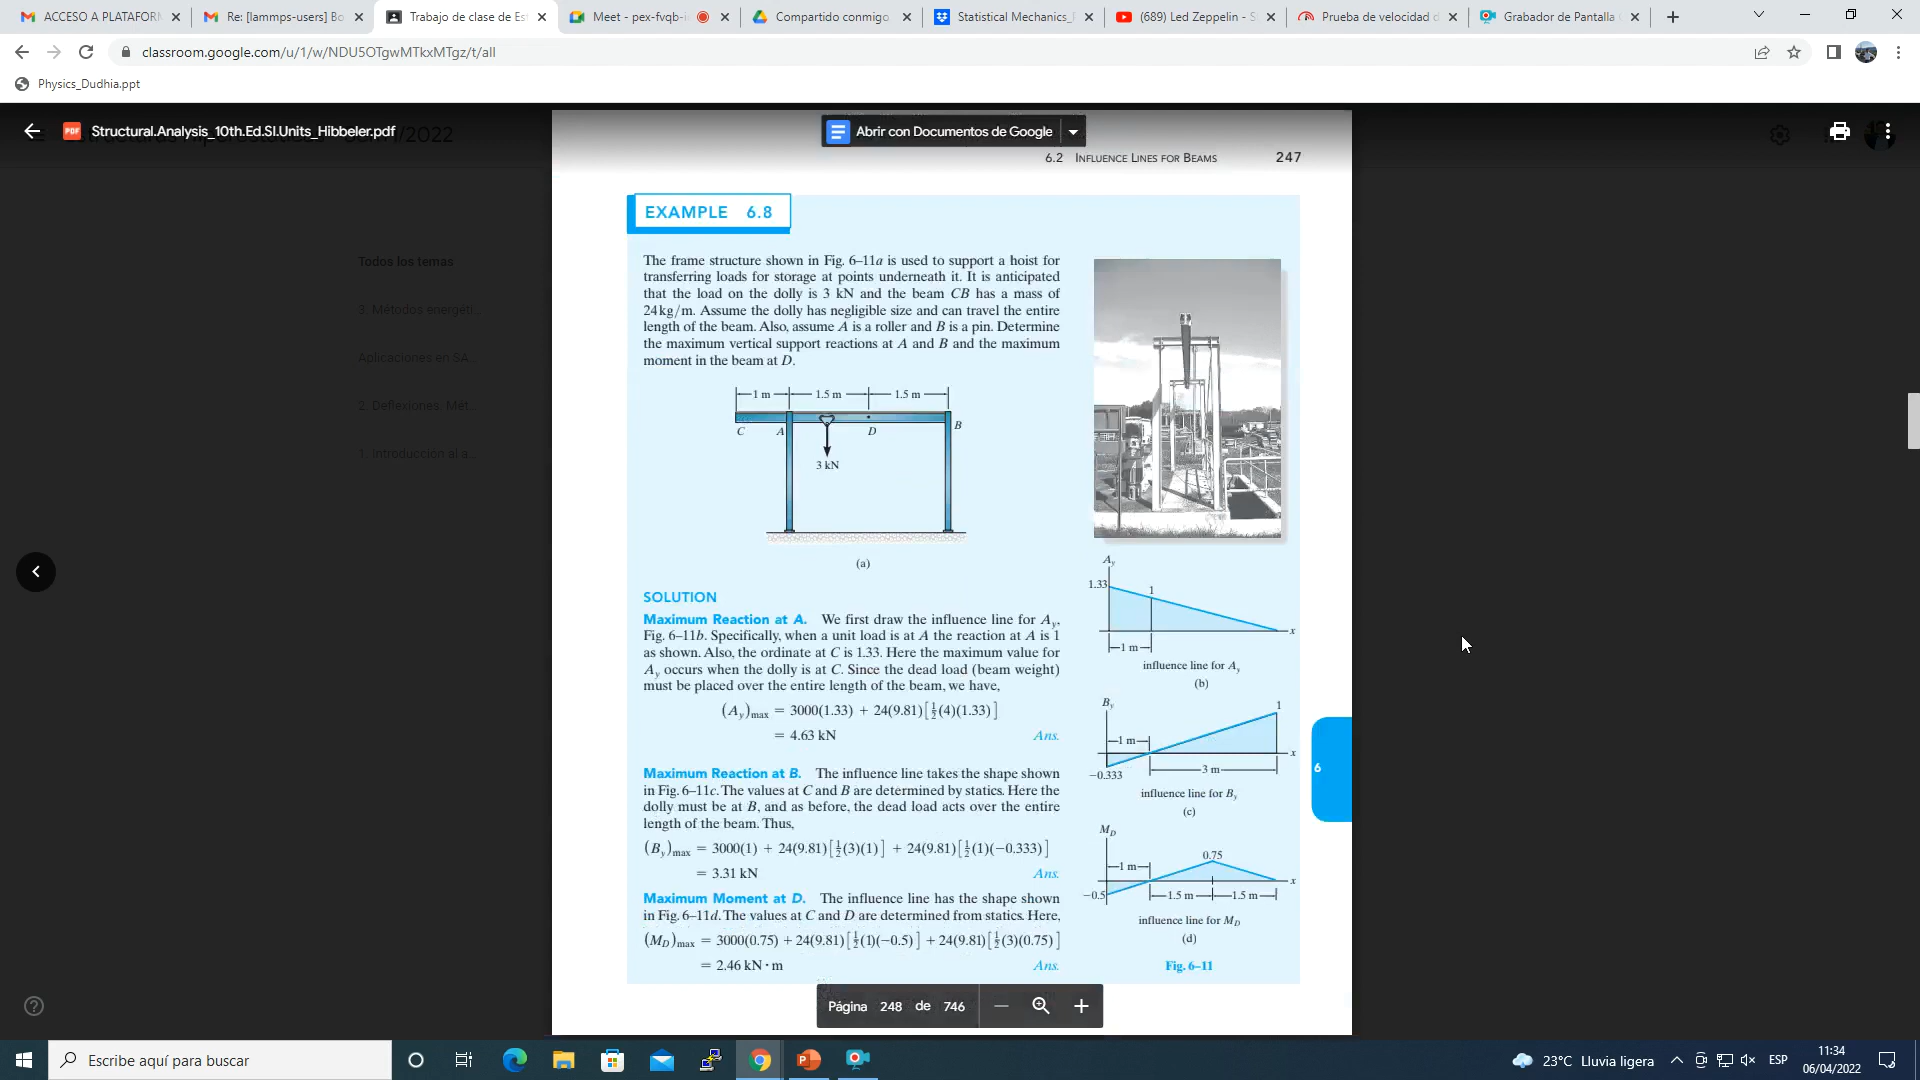 ACCESO A PLATAFORM
Re: [lammps-users] Bo
Trabajo de clase de Es
Meet - pex-fvqb-i
Compartido conmigo
Statistical Mechanics_
(689) Led Zeppelin - S
Prueba de velocidad d
Grabador de Pantalla
classroom.google.com/u/1/w/NDU5OTgwMTkxMTgz/t/all
Physics_Dudhia.ppt
PDF
Structural.Analysis_10th.Ed.SI.Units_Hibbeler.pdf
/2022
Abrir con Documentos de Google
6.2 INFLUENCE LINES FOR BEAMS 247
EXAMPLE 6.8
Todos los temas
3. Métodos energéti...
Aplicaciones en SA...
2. Deflexiones. Mét...
1. Introducción al a...
The frame structure shown in Fig. 6–11a is used to support a hoist for
transferring loads for storage at points underneath it. It is anticipated
that the load on the dolly is 3 kN and the beam CB has a mass of
24 kg/m. Assume the dolly has negligible size and can travel the entire
length of the beam. Also, assume A is a roller and B is a pin. Determine
the maximum vertical support reactions at A and B and the maximum
moment in the beam at D.
1 m 1.5 m 1.5 m
C A D B
3 kN
(a)
SOLUTION
Maximum Reaction at A. We first draw the influence line for Ay,
Fig. 6–11b. Specifically, when a unit load is at A the reaction at A is 1
as shown. Also, the ordinate at C is 1.33. Here the maximum value for
Ay occurs when the dolly is at C. Since the dead load (beam weight)
must be placed over the entire length of the beam, we have,
(Ay)max = 3000(1.33) + 24(9.81)[½(4)(1.33)]
= 4.63 kN Ans.
Maximum Reaction at B. The influence line takes the shape shown
in Fig. 6–11c. The values at C and B are determined by statics. Here the
dolly must be at B, and as before, the dead load acts over the entire
length of the beam. Thus,
(By)max = 3000(1) + 24(9.81)[½(3)(1)] + 24(9.81)[½(1)(−0.333)]
= 3.31 kN Ans.
Maximum Moment at D. The influence line has the shape shown
in Fig. 6–11d. The values at C and D are determined from statics. Here,
(MD)max = 3000(0.75) + 24(9.81)[½(1)(−0.5)] + 24(9.81)[½(3)(0.75)]
= 2.46 kN · m Ans.
Ay
1.33
1
x
1 m
influence line for Ay
(b)
By
1
1 m
x
−0.333
3 m
influence line for By
(c)
MD
0.75
1 m
x
−0.5
1.5 m 1.5 m
influence line for MD
(d)
Fig. 6–11
6
Página 248 de 746
Escribe aquí para buscar
23°C Lluvia ligera
ESP
11:34
06/04/2022